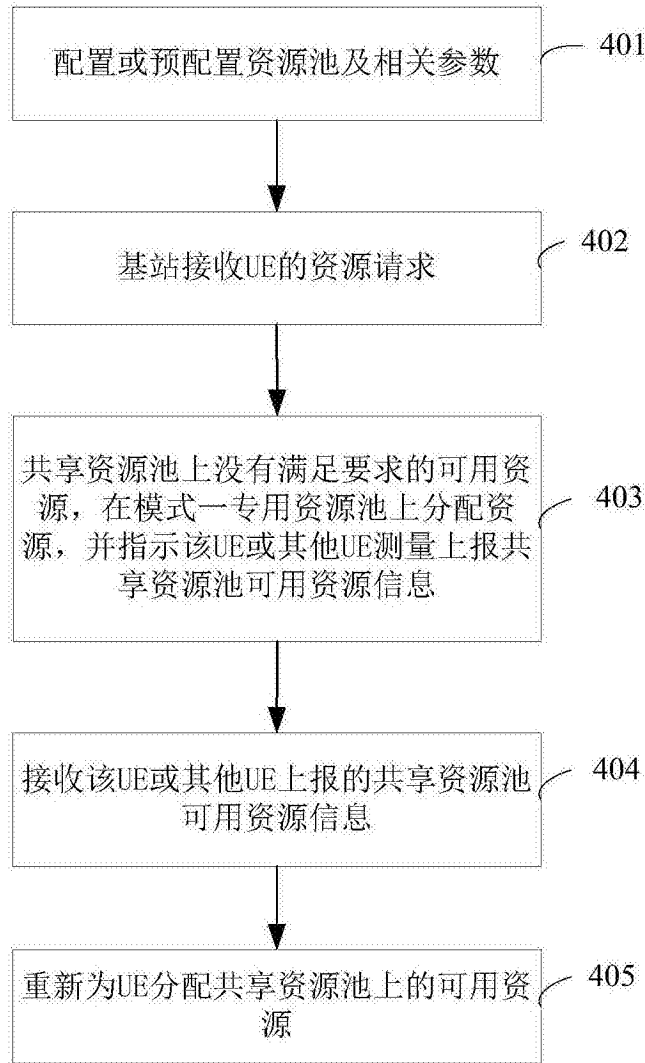 配置或预配置资源池及相关参数
401
基站接收UE的资源请求
402
共享资源池上没有满足要求的可用资
源，在模式一专用资源池上分配资
源，并指示该UE或其他UE测量上报共
享资源池可用资源信息
403
接收该UE或其他UE上报的共享资源池
可用资源信息
404
重新为UE分配共享资源池上的可用资
源
405